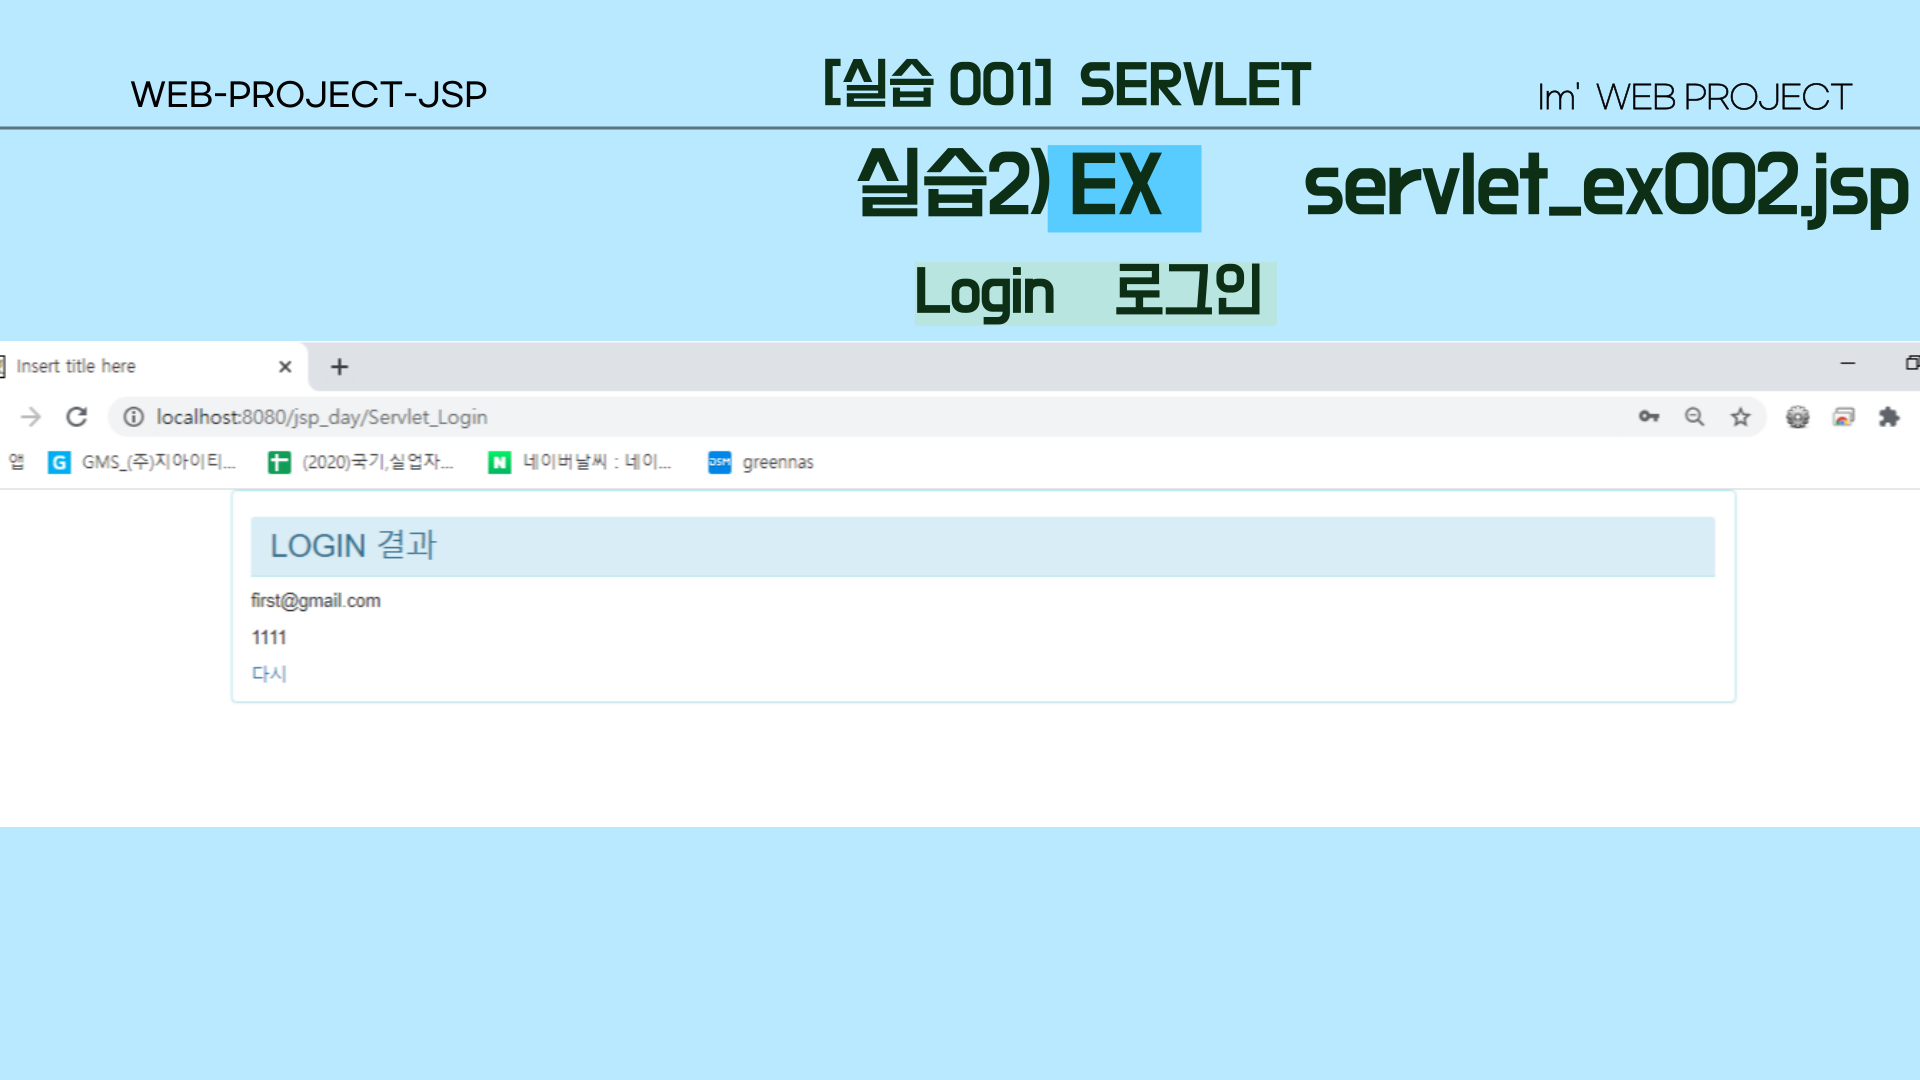 WEB-PROJECT-JSP
[실습 001] SERVLET
Im' WEB PROJECT
실습2) EX servlet_ex002.jsp
Login 로그인
Insert title here
localhost:8080/jsp_day/Servlet_Login
앱 GMS_(주)지아이티... (2020)국기,실업자... 네이버날씨 : 네이... greennas
LOGIN 결과
first@gmail.com
1111
다시